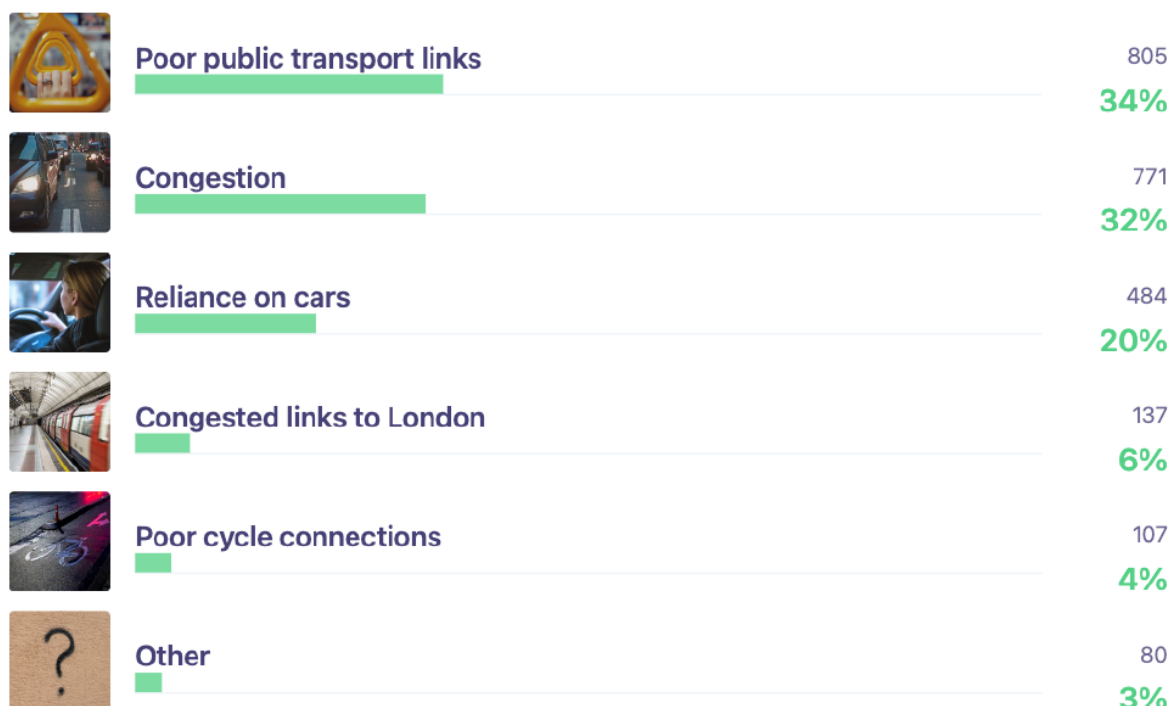 Poor public transport links
805
34%
Congestion
771
32%
Reliance on cars
484
20%
Congested links to London
137
6%
Poor cycle connections
107
4%
?
Other
80
3%